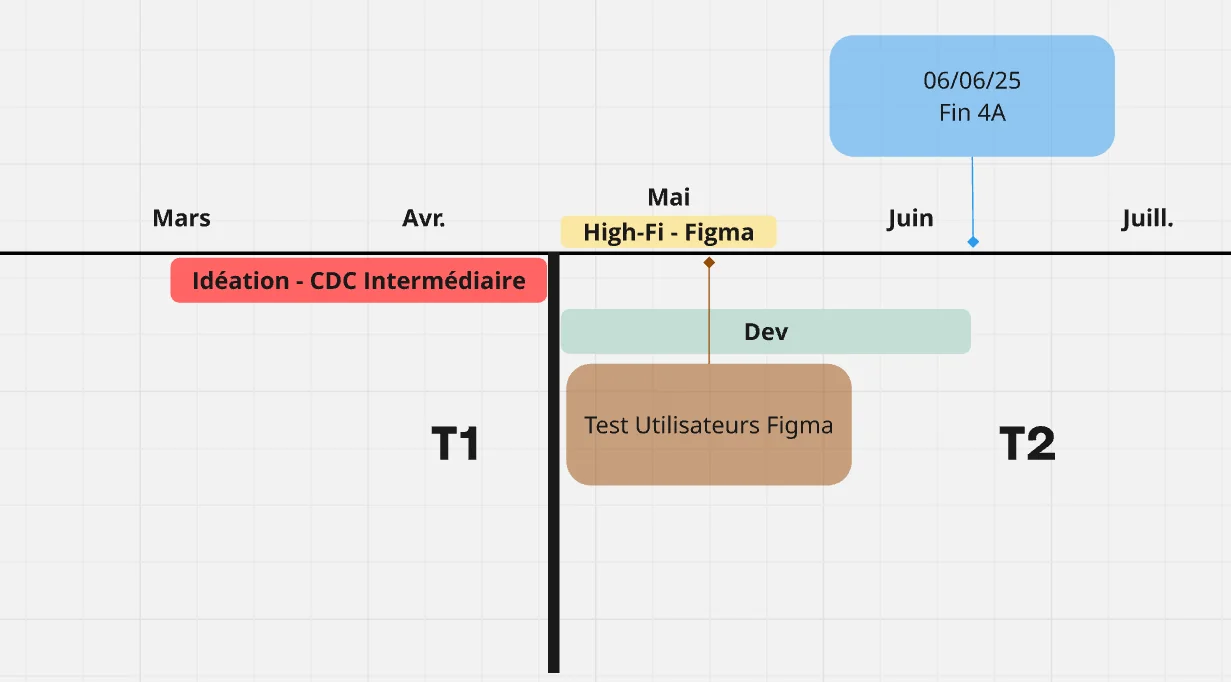 06/06/25
Fin 4A
Mars
Avr.
Mai
Juin
Juill.
High-Fi - Figma
Idéation - CDC Intermédiaire
Dev
Test Utilisateurs Figma
T1
T2